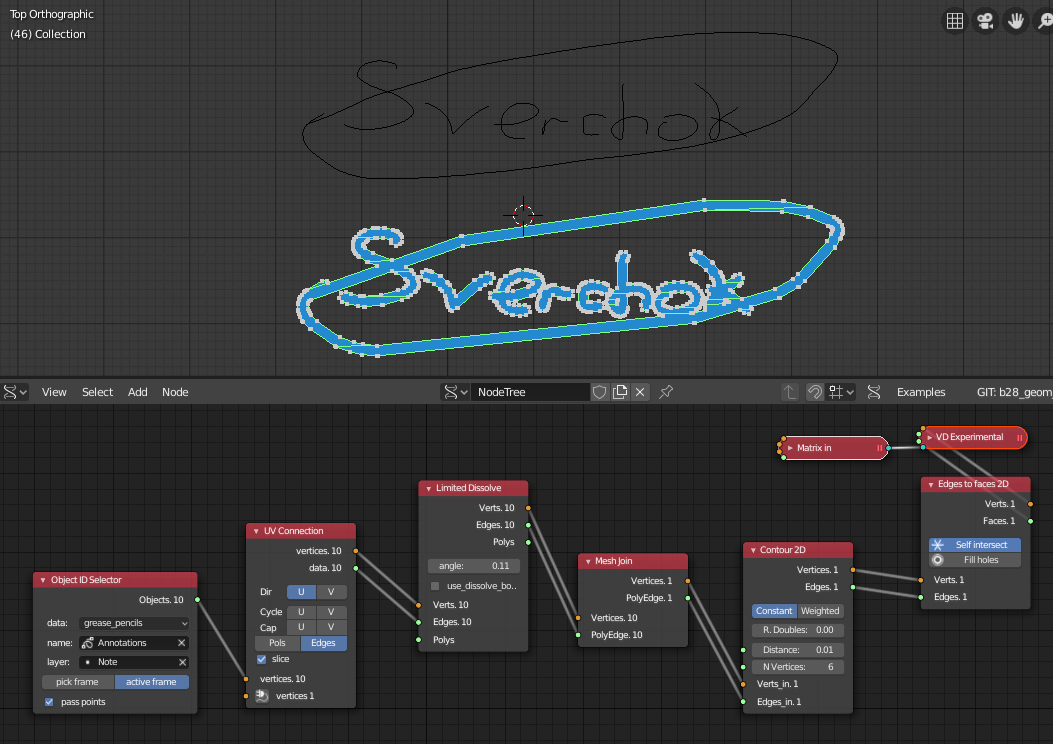 Top Orthographic
(46) Collection
Sverchok
Sverchok
View Select Add Node
NodeTree
Examples
GIT: b28_geom
Matrix in
VD Experimental
Edges to faces 2D
Verts. 1
Faces. 1
Self intersect
Fill holes
Verts. 1
Edges. 1
Limited Dissolve
Verts. 10
Edges. 10
Polys
angle: 0.11
use_dissolve_bo..
Verts. 10
Edges. 10
Polys
UV Connection
vertices. 10
data. 10
Dir U V
Cycle U V
Cap U V
Pols Edges
slice
vertices. 10
vertices 1
Mesh Join
Vertices. 1
PolyEdge. 1
Vertices. 10
PolyEdge. 10
Contour 2D
Vertices. 1
Edges. 1
Constant Weighted
R. Doubles: 0.00
Distance: 0.01
N Vertices: 6
Verts_in. 1
Edges_in. 1
Object ID Selector
Objects. 10
data: grease_pencils
name: Annotations
layer: Note
pick frame active frame
pass points